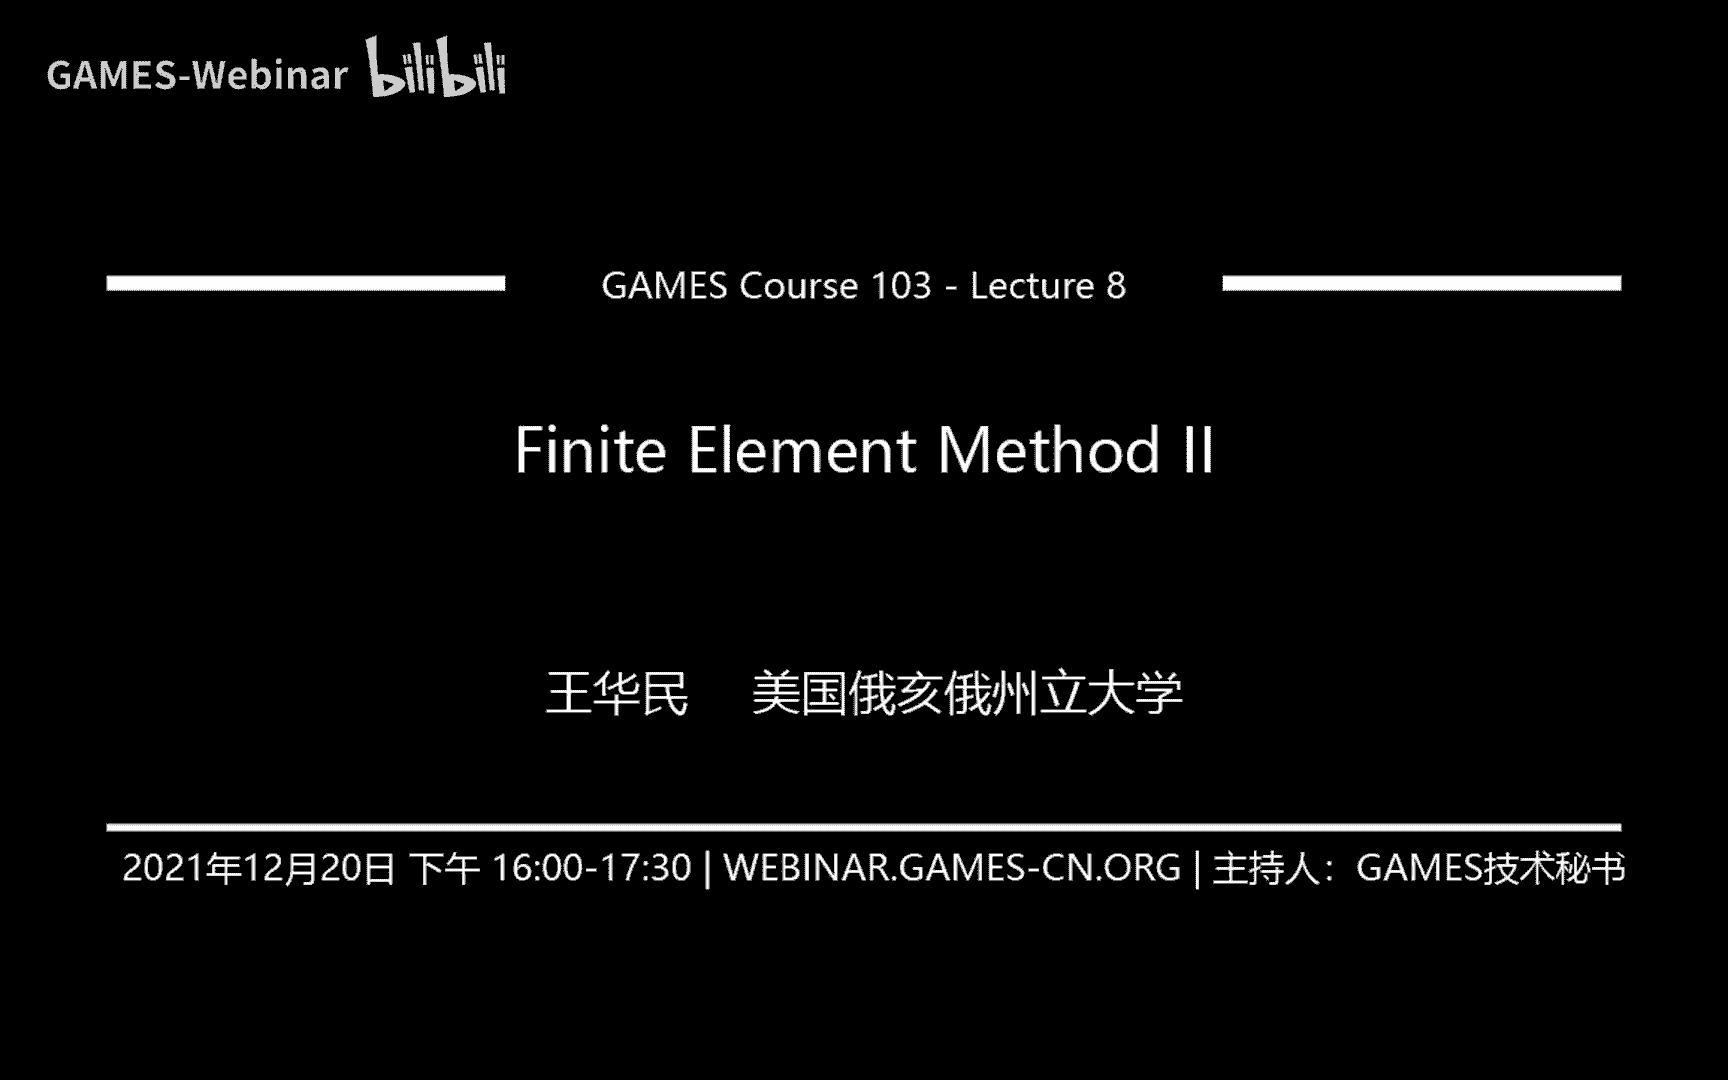 GAMES-Webinar bilibili
GAMES Course 103 - Lecture 8
Finite Element Method II
王华民 美国俄亥俄州立大学
2021年12月20日 下午 16:00-17:30 | WEBINAR.GAMES-CN.ORG | 主持人：GAMES技术秘书